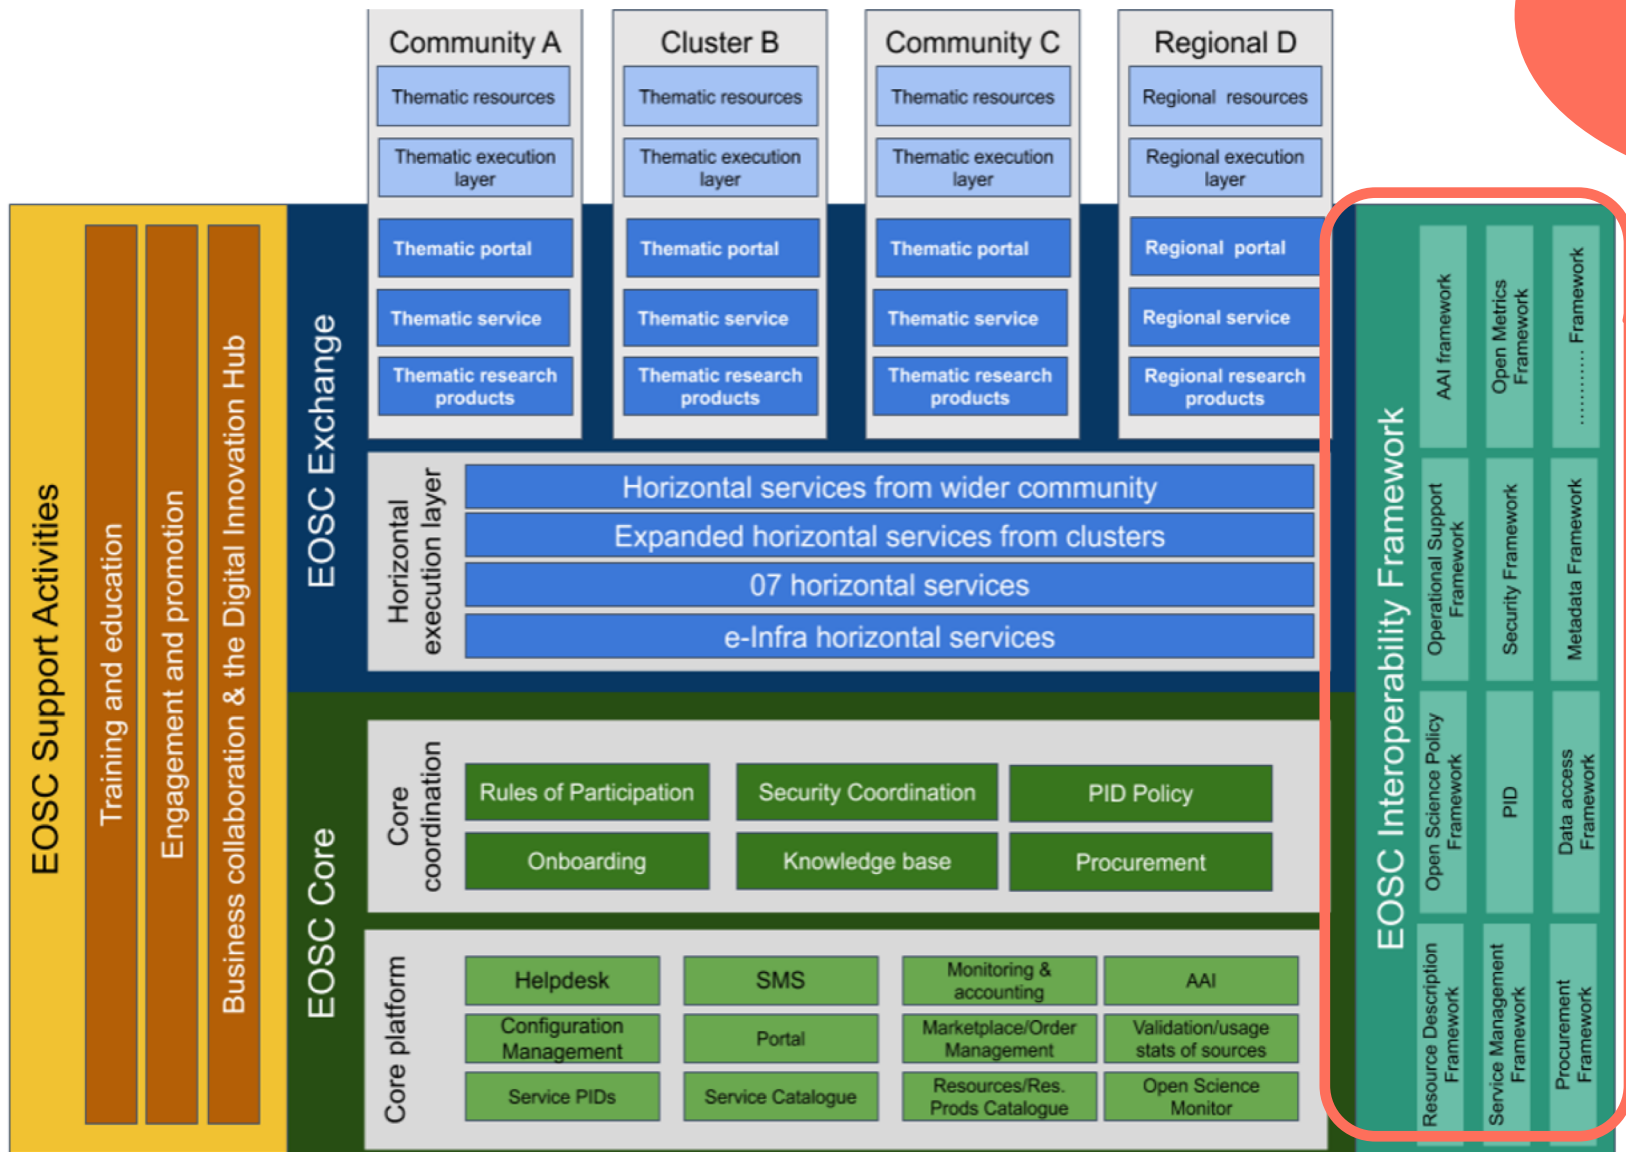 EOSC Support Activities
Training and education
Engagement and promotion
Business collaboration & the Digital Innovation Hub
EOSC Exchange
Community A
Thematic resources
Thematic execution
layer
Thematic portal
Thematic service
Thematic research
products
Cluster B
Thematic resources
Thematic execution
layer
Thematic portal
Thematic service
Thematic research
products
Community C
Thematic resources
Thematic execution
layer
Thematic portal
Thematic service
Thematic research
products
Regional D
Regional resources
Regional execution
layer
Regional portal
Regional service
Regional research
products
Horizontal
execution layer
Horizontal services from wider community
Expanded horizontal services from clusters
07 horizontal services
e-Infra horizontal services
EOSC Core
Core
coordination
Rules of Participation
Security Coordination
PID Policy
Onboarding
Knowledge base
Procurement
Core platform
Helpdesk
SMS
Monitoring &
accounting
AAI
Configuration
Management
Portal
Marketplace/Order
Management
Validation/usage
stats of sources
Service PIDs
Service Catalogue
Resources/Res.
Prods Catalogue
Open Science
Monitor
EOSC Interoperability Framework
AAI framework
Open Metrics
Framework
........... Framework
Operational Support
Framework
Security Framework
Metadata Framework
Open Science Policy
Framework
PID
Data access
Framework
Resource Description
Framework
Service Management
Framework
Procurement
Framework